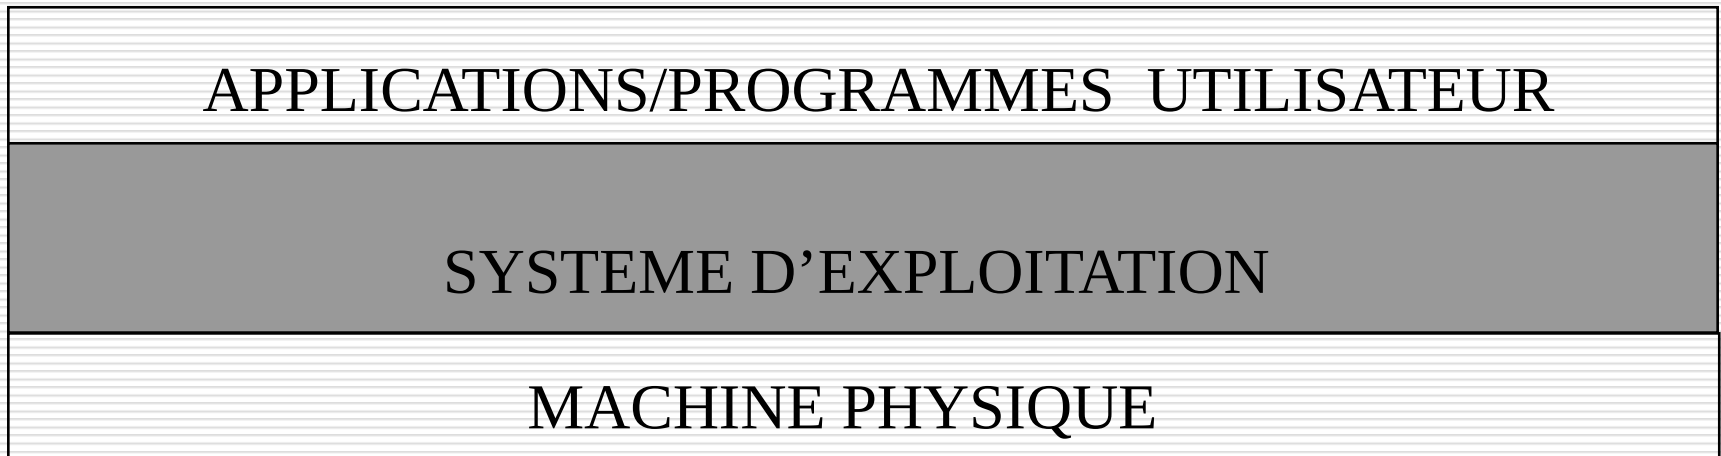 APPLICATIONS/PROGRAMMES  UTILISATEUR
SYSTEME D’EXPLOITATION
MACHINE PHYSIQUE